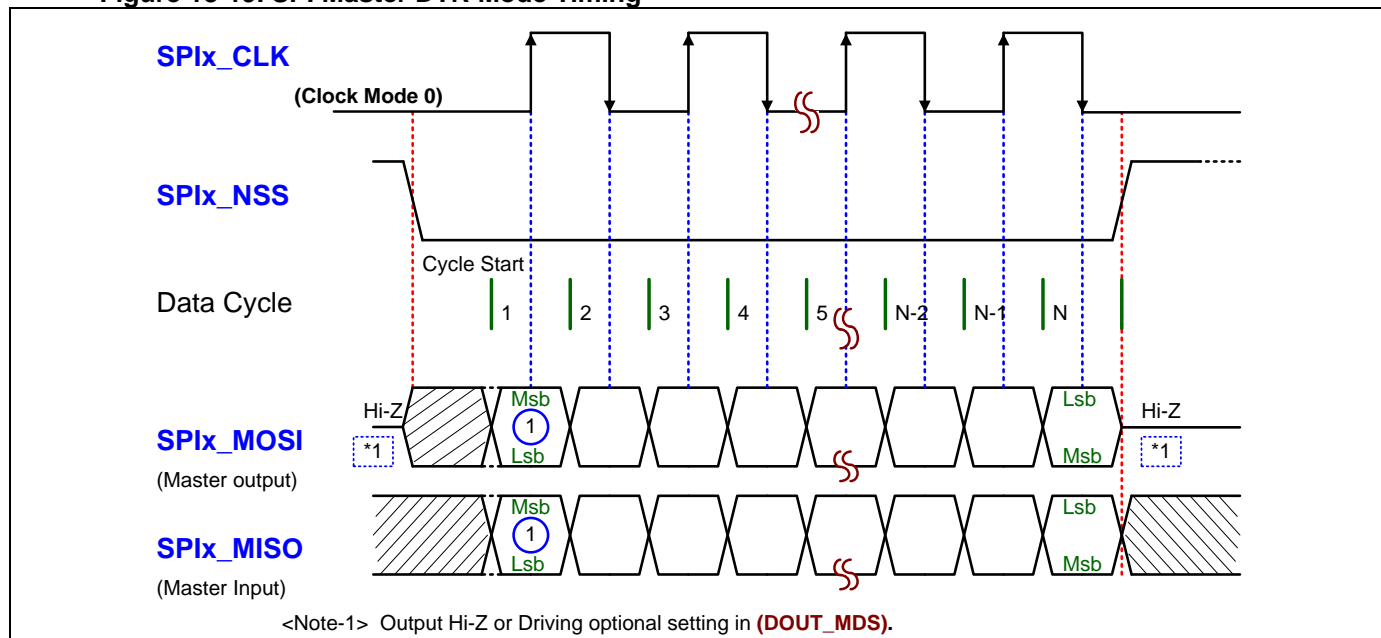 SPIx_CLK
(Clock Mode 0)
SPIx_NSS
Cycle Start
Data Cycle
1 2 3 4 5 N-2 N-1 N
Hi-Z Msb Lsb Hi-Z
SPIx_MOSI *1 1 *1
Lsb Msb
(Master output)
Msb Lsb
SPIx_MISO 1
Lsb Msb
(Master Input)
<Note-1> Output Hi-Z or Driving optional setting in (DOUT_MDS).